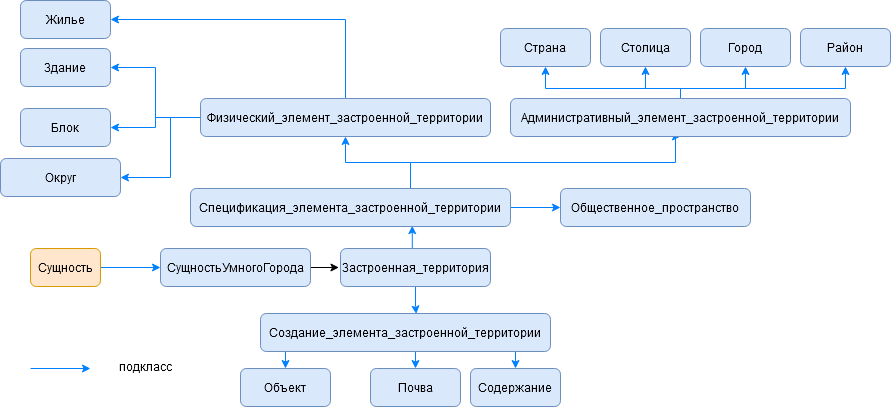 Жилье
Страна
Столица
Город
Район
Здание
Физический_элемент_застроенной_территории
Административный_элемент_застроенной_территории
Блок
Округ
Спецификация_элемента_застроенной_территории
Общественное_пространство
Сущность
СущностьУмногоГорода
Застроенная_территория
Создание_элемента_застроенной_территории
подкласс
Объект
Почва
Содержание